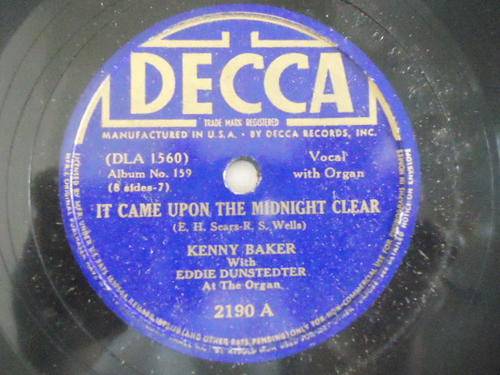 DECCA
TRADE MARK REGISTERED
MANUFACTURED IN U.S.A. · BY DECCA RECORDS, INC.
(DLA 1560)
Album No. 159
(8 sides-7)
Vocal
with Organ
IT CAME UPON THE MIDNIGHT CLEAR
(E. H. Sears-R. S. Wells)
KENNY BAKER
With
EDDIE DUNSTEDTER
At The Organ
2190 A